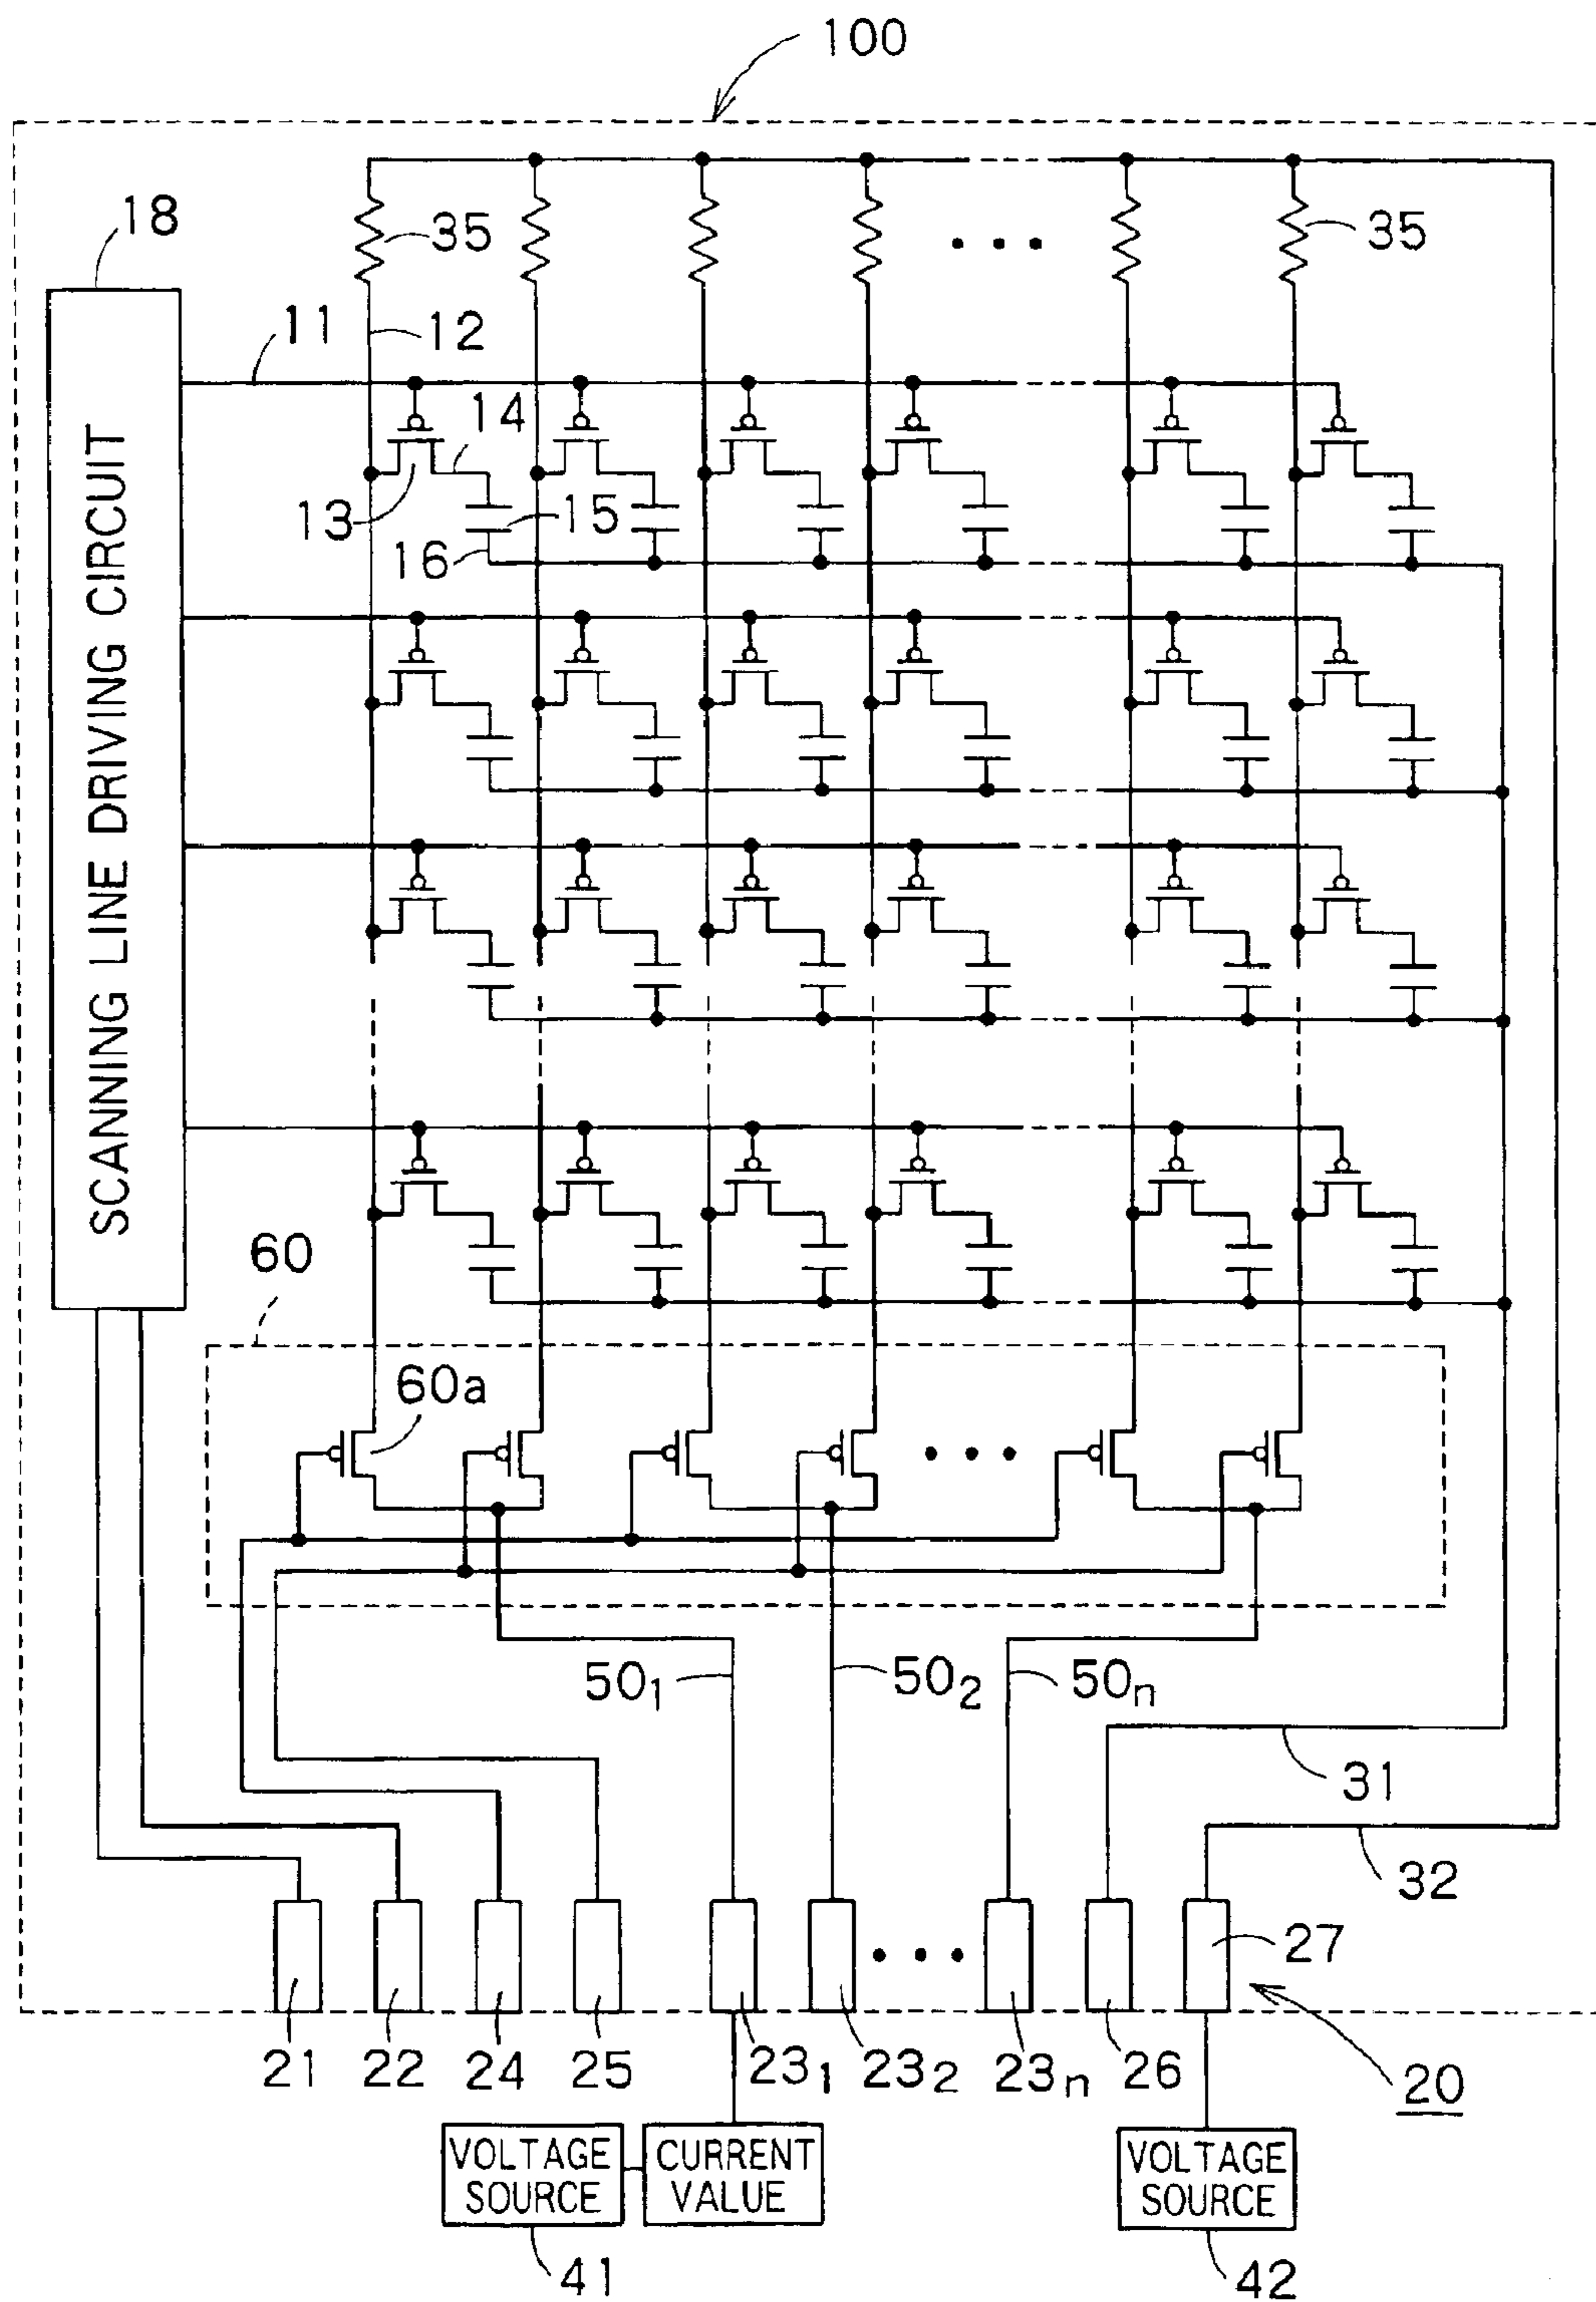 100
18
35
35
11
12
14
13
15
16
SCANNING LINE DRIVING CIRCUIT
60
60a
50₁
50₂
50ₙ
31
32
27
21
22
24
25
23₁
23₂
23ₙ
26
20
VOLTAGE
SOURCE
CURRENT
VALUE
VOLTAGE
SOURCE
41
42